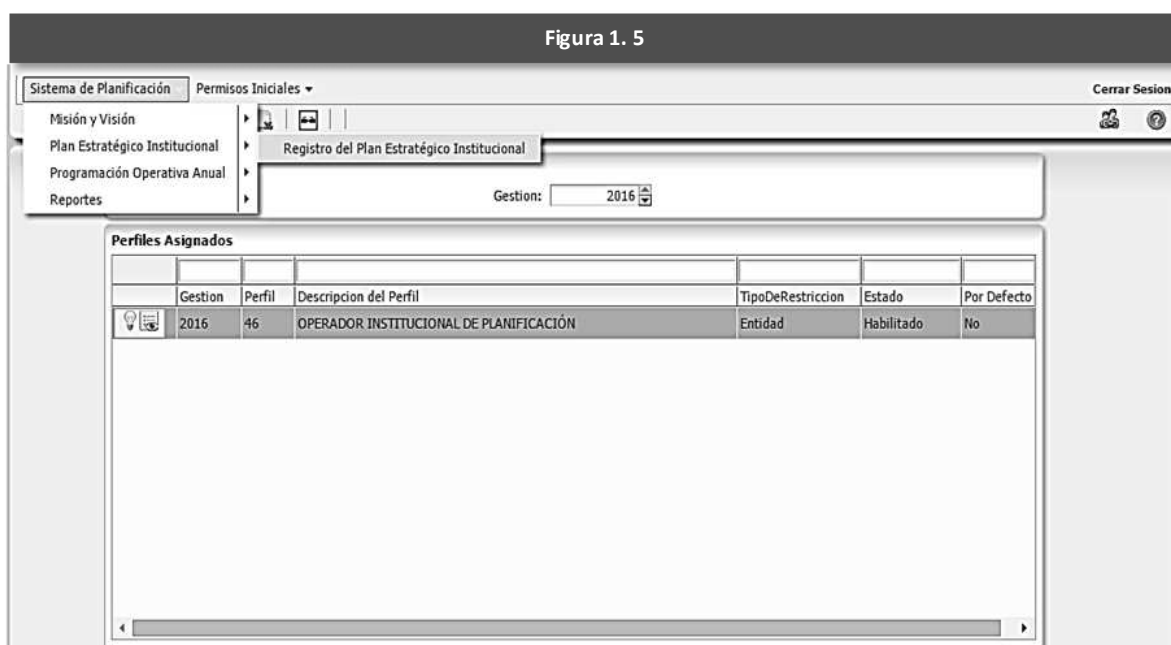 Figura 1. 5
Sistema de Planificación Permisos Iniciales Cerrar Sesion
Misión y Visión
Plan Estratégico Institucional Registro del Plan Estratégico Institucional
Programación Operativa Anual
Reportes Gestion: 2016
Perfiles Asignados
Gestion Perfil Descripcion del Perfil TipoDeRestriccion Estado Por Defecto
2016 46 OPERADOR INSTITUCIONAL DE PLANIFICACIÓN Entidad Habilitado No